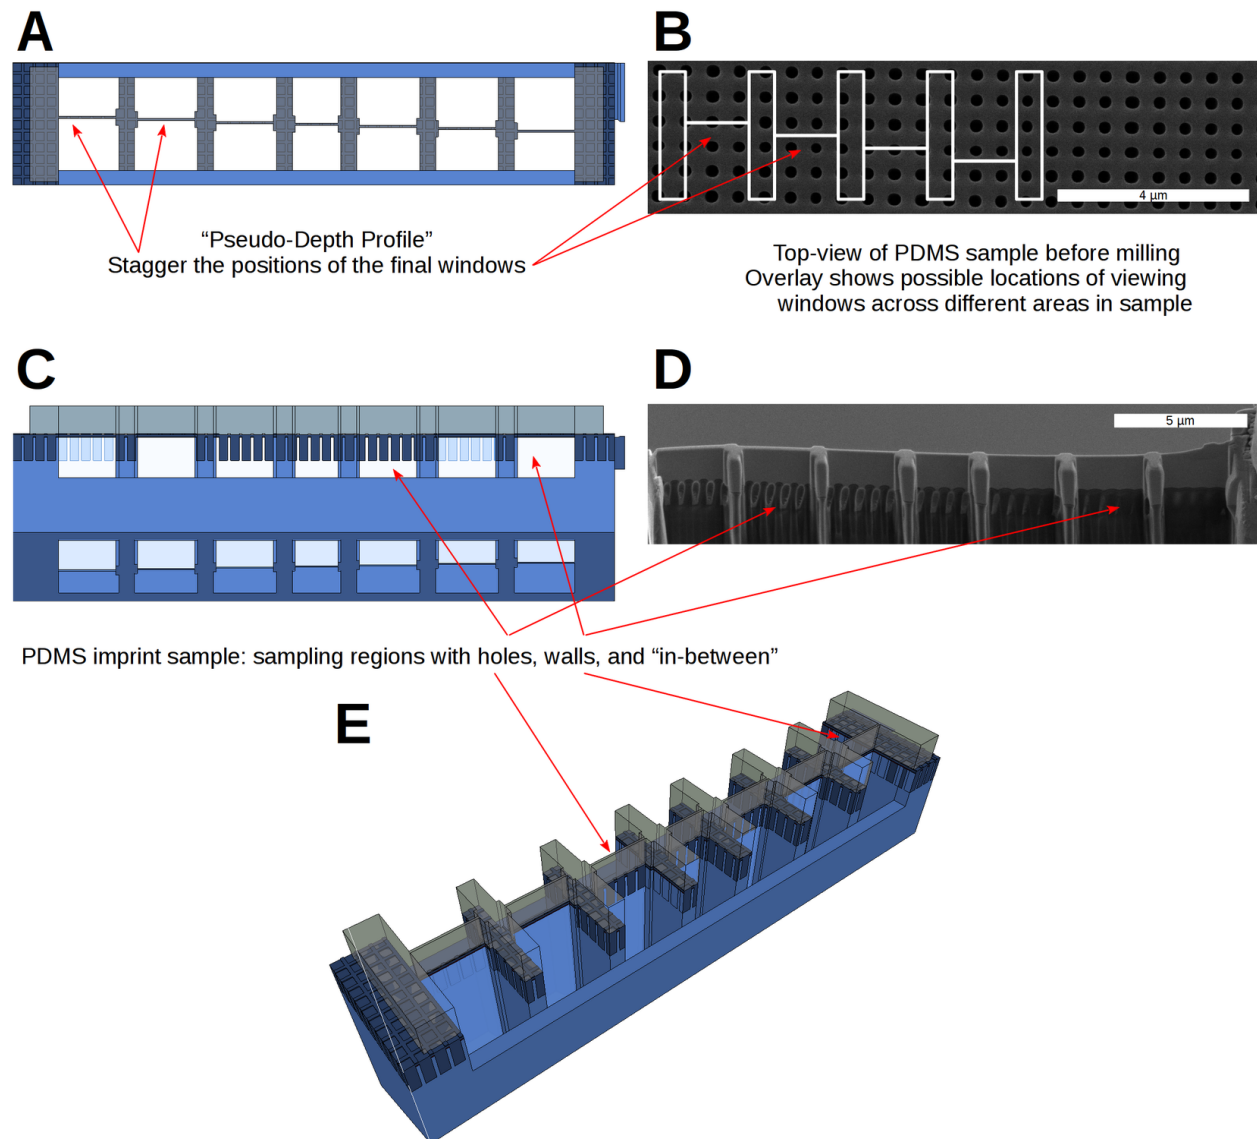 A
B
4 µm
“Pseudo-Depth Profile”
Stagger the positions of the final windows
Top-view of PDMS sample before milling
Overlay shows possible locations of viewing
windows across different areas in sample
C
D
5 µm
PDMS imprint sample: sampling regions with holes, walls, and “in-between”
E